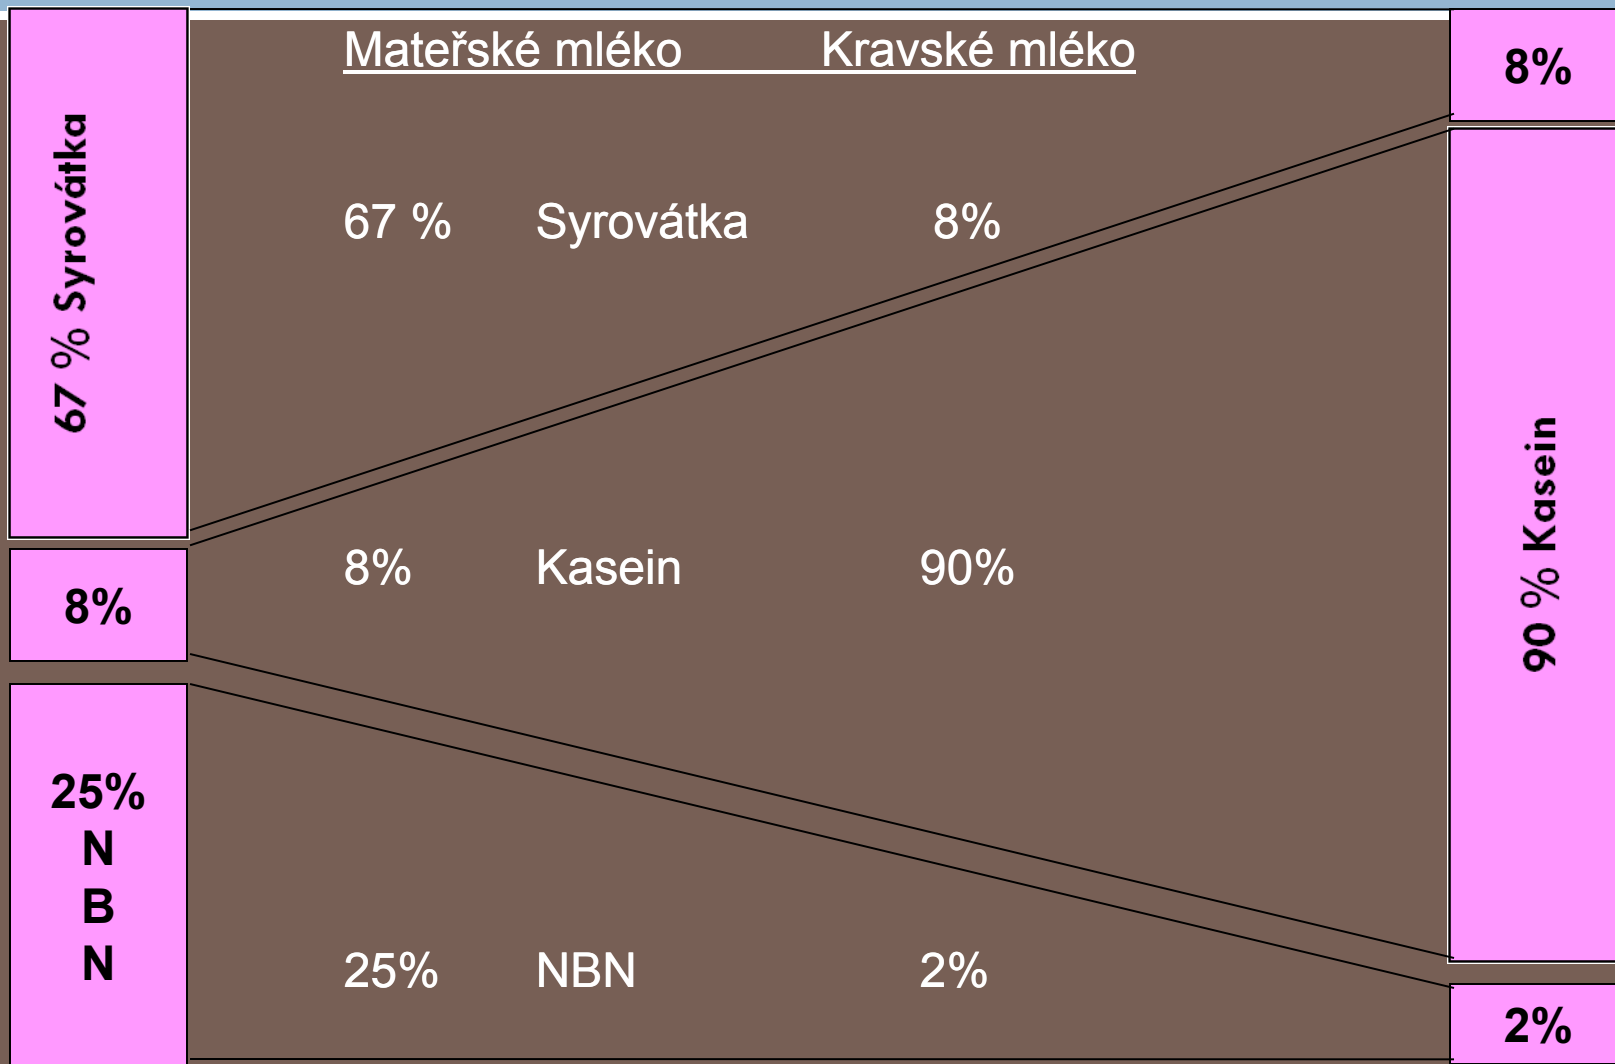 Mateřské mléko Kravské mléko
67 % Syrovátka 8%
8% Kasein 90%
25% NBN 2%
67 % Syrovátka
8%
25%
N
B
N
8%
90 % Kasein
2%